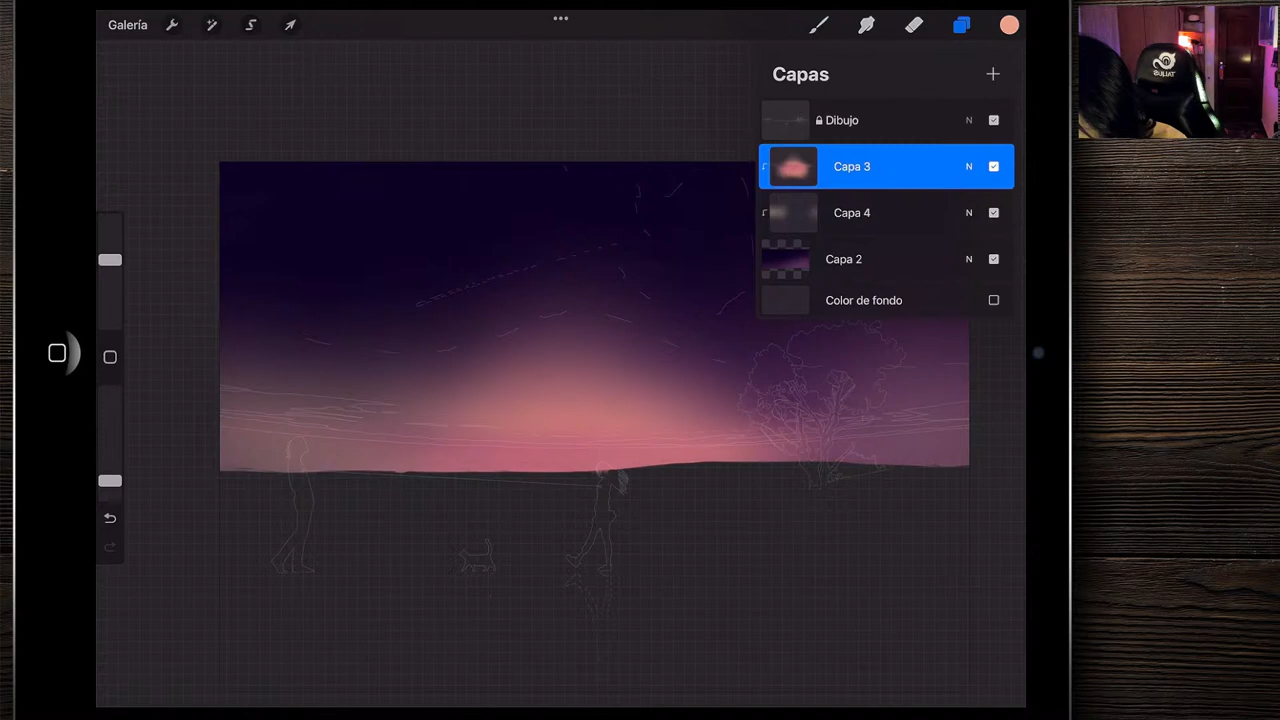 Galería
Capas
Dibujo
N
Capa 3
N
Capa 4
N
Capa 2
N
Color de fondo